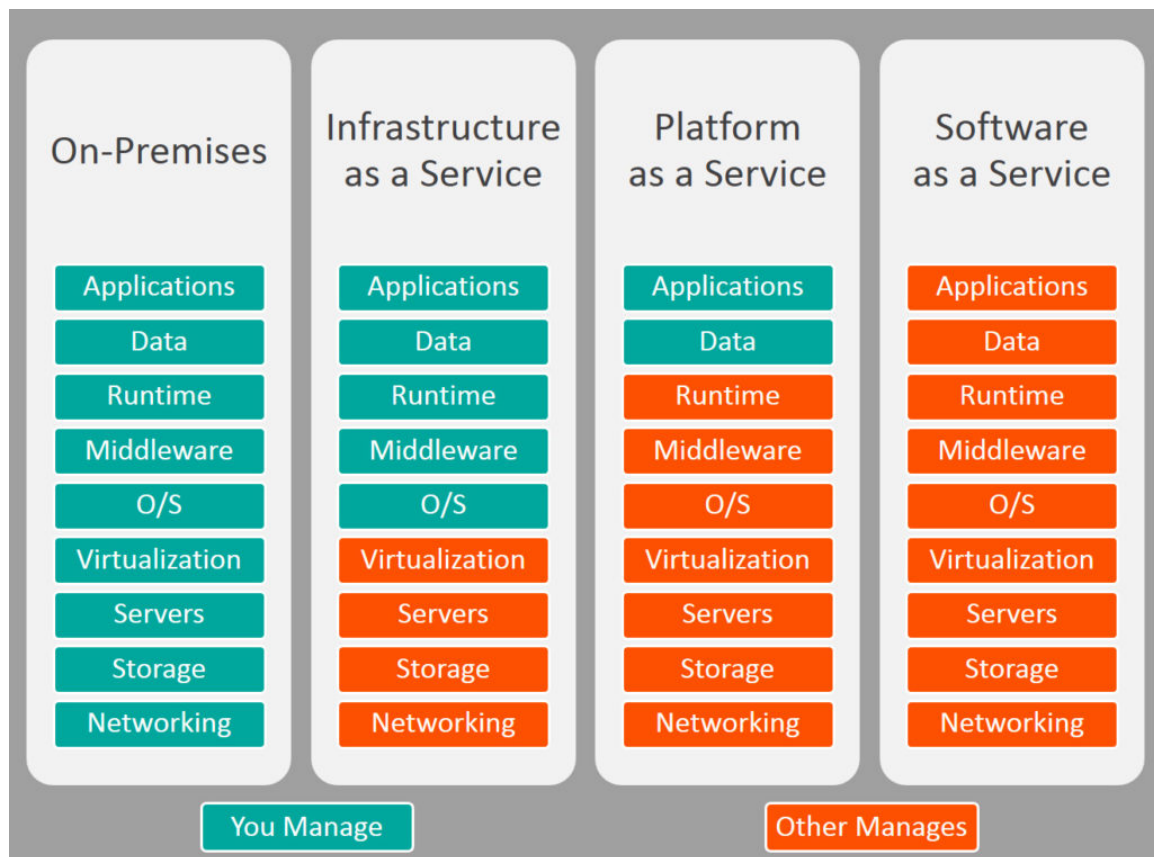 On-Premises
Applications
Data
Runtime
Middleware
O/S
Virtualization
Servers
Storage
Networking
Infrastructure
as a Service
Applications
Data
Runtime
Middleware
O/S
Virtualization
Servers
Storage
Networking
Platform
as a Service
Applications
Data
Runtime
Middleware
O/S
Virtualization
Servers
Storage
Networking
Software
as a Service
Applications
Data
Runtime
Middleware
O/S
Virtualization
Servers
Storage
Networking
You Manage
Other Manages